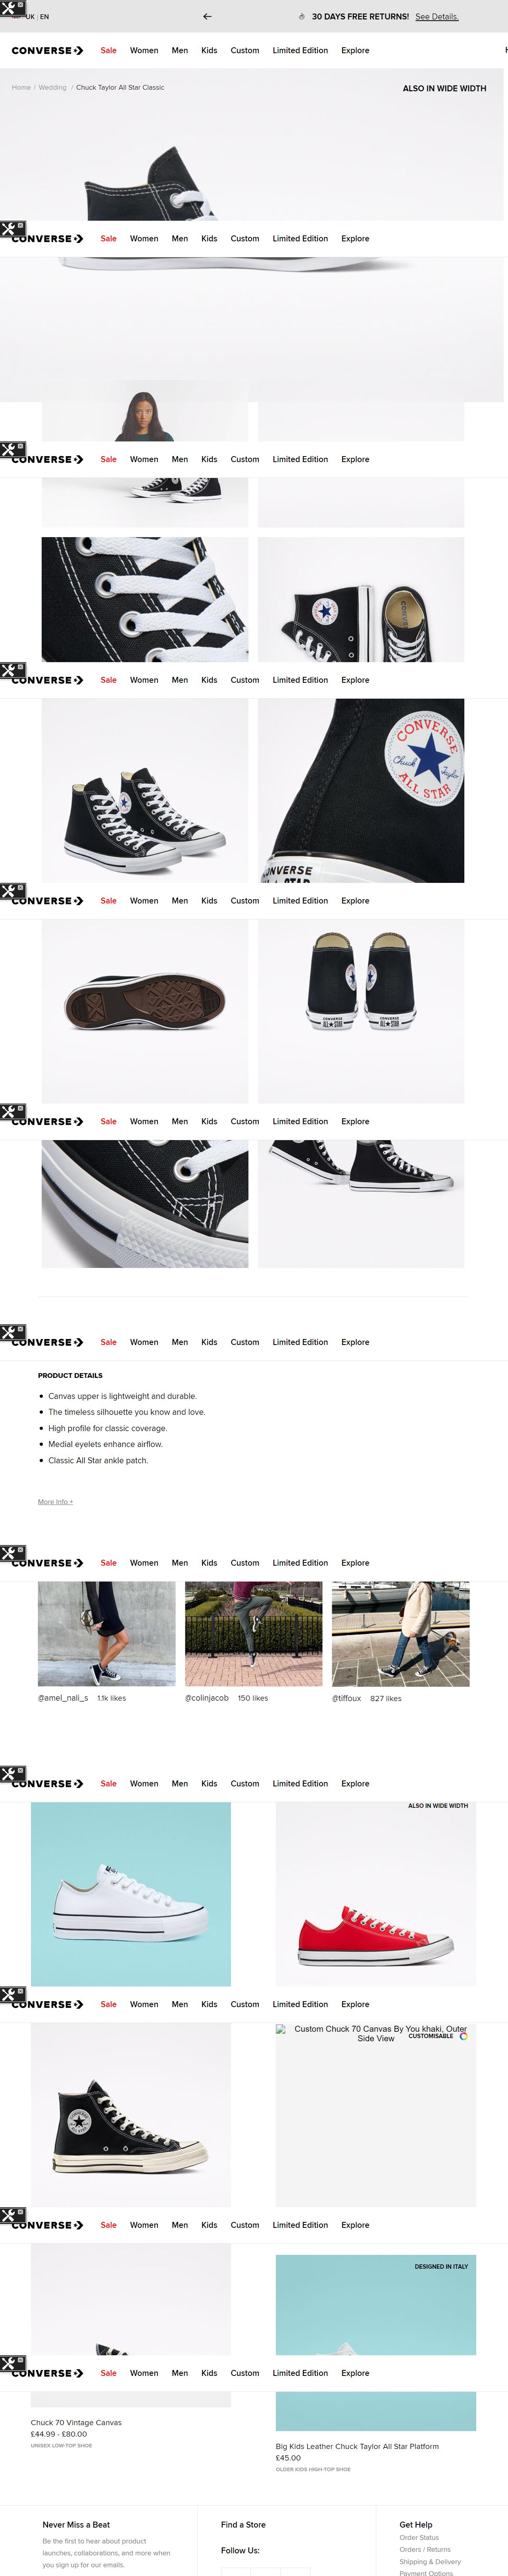 UK | EN
30 DAYS FREE RETURNS! See Details.
CONVERSE Sale Women Men Kids Custom Limited Edition Explore
Home / Wedding / Chuck Taylor All Star Classic
ALSO IN WIDE WIDTH
CONVERSE Sale Women Men Kids Custom Limited Edition Explore
CONVERSE Sale Women Men Kids Custom Limited Edition Explore
CONVERSE Sale Women Men Kids Custom Limited Edition Explore
CONVERSE
Chuck Taylor
ALL STAR
CONVERSE
CONVERSE Sale Women Men Kids Custom Limited Edition Explore
CONVERSE
ALL STAR
CONVERSE
ALL STAR
CONVERSE Sale Women Men Kids Custom Limited Edition Explore
CONVERSE Sale Women Men Kids Custom Limited Edition Explore
PRODUCT DETAILS
Canvas upper is lightweight and durable.
The timeless silhouette you know and love.
High profile for classic coverage.
Medial eyelets enhance airflow.
Classic All Star ankle patch.
More Info +
CONVERSE Sale Women Men Kids Custom Limited Edition Explore
@amel_nali_s 1.1k likes
@colinjacob 150 likes
@tiffoux 827 likes
CONVERSE Sale Women Men Kids Custom Limited Edition Explore
ALSO IN WIDE WIDTH
CONVERSE Sale Women Men Kids Custom Limited Edition Explore
Custom Chuck 70 Canvas By You khaki, Outer
Side View
CUSTOMISABLE
CONVERSE Sale Women Men Kids Custom Limited Edition Explore
DESIGNED IN ITALY
CONVERSE Sale Women Men Kids Custom Limited Edition Explore
Chuck 70 Vintage Canvas
£44.99 - £80.00
UNISEX LOW-TOP SHOE
Big Kids Leather Chuck Taylor All Star Platform
£45.00
OLDER KIDS HIGH-TOP SHOE
Never Miss a Beat
Be the first to hear about product
launches, collaborations, and more when
you sign up for our emails.
Find a Store
Follow Us:
Get Help
Order Status
Orders / Returns
Shipping & Delivery
Payment Options